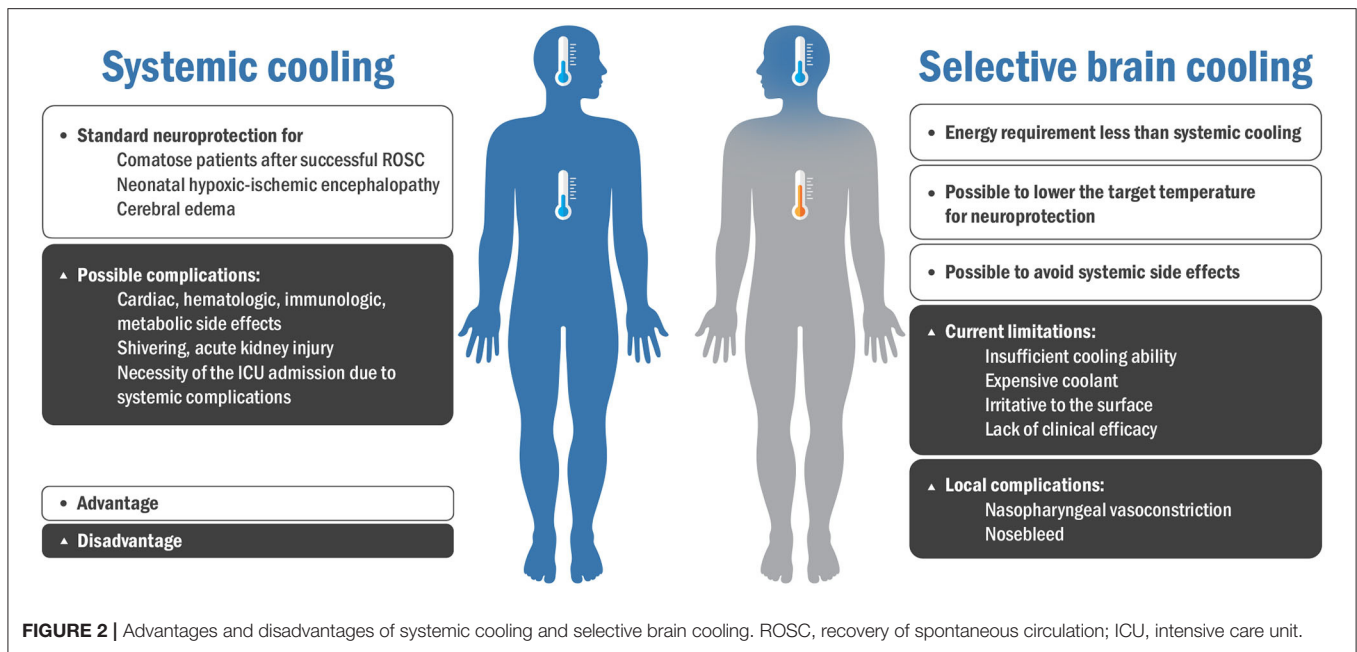 Systemic cooling
• Standard neuroprotection for
Comatose patients after successful ROSC
Neonatal hypoxic-ischemic encephalopathy
Cerebral edema
▲ Possible complications:
Cardiac, hematologic, immunologic,
metabolic side effects
Shivering, acute kidney injury
Necessity of the ICU admission due to
systemic complications
• Advantage
▲ Disadvantage
Selective brain cooling
• Energy requirement less than systemic cooling
• Possible to lower the target temperature
for neuroprotection
• Possible to avoid systemic side effects
▲ Current limitations:
Insufficient cooling ability
Expensive coolant
Irritative to the surface
Lack of clinical efficacy
▲ Local complications:
Nasopharyngeal vasoconstriction
Nosebleed
FIGURE 2 | Advantages and disadvantages of systemic cooling and selective brain cooling. ROSC, recovery of spontaneous circulation; ICU, intensive care unit.